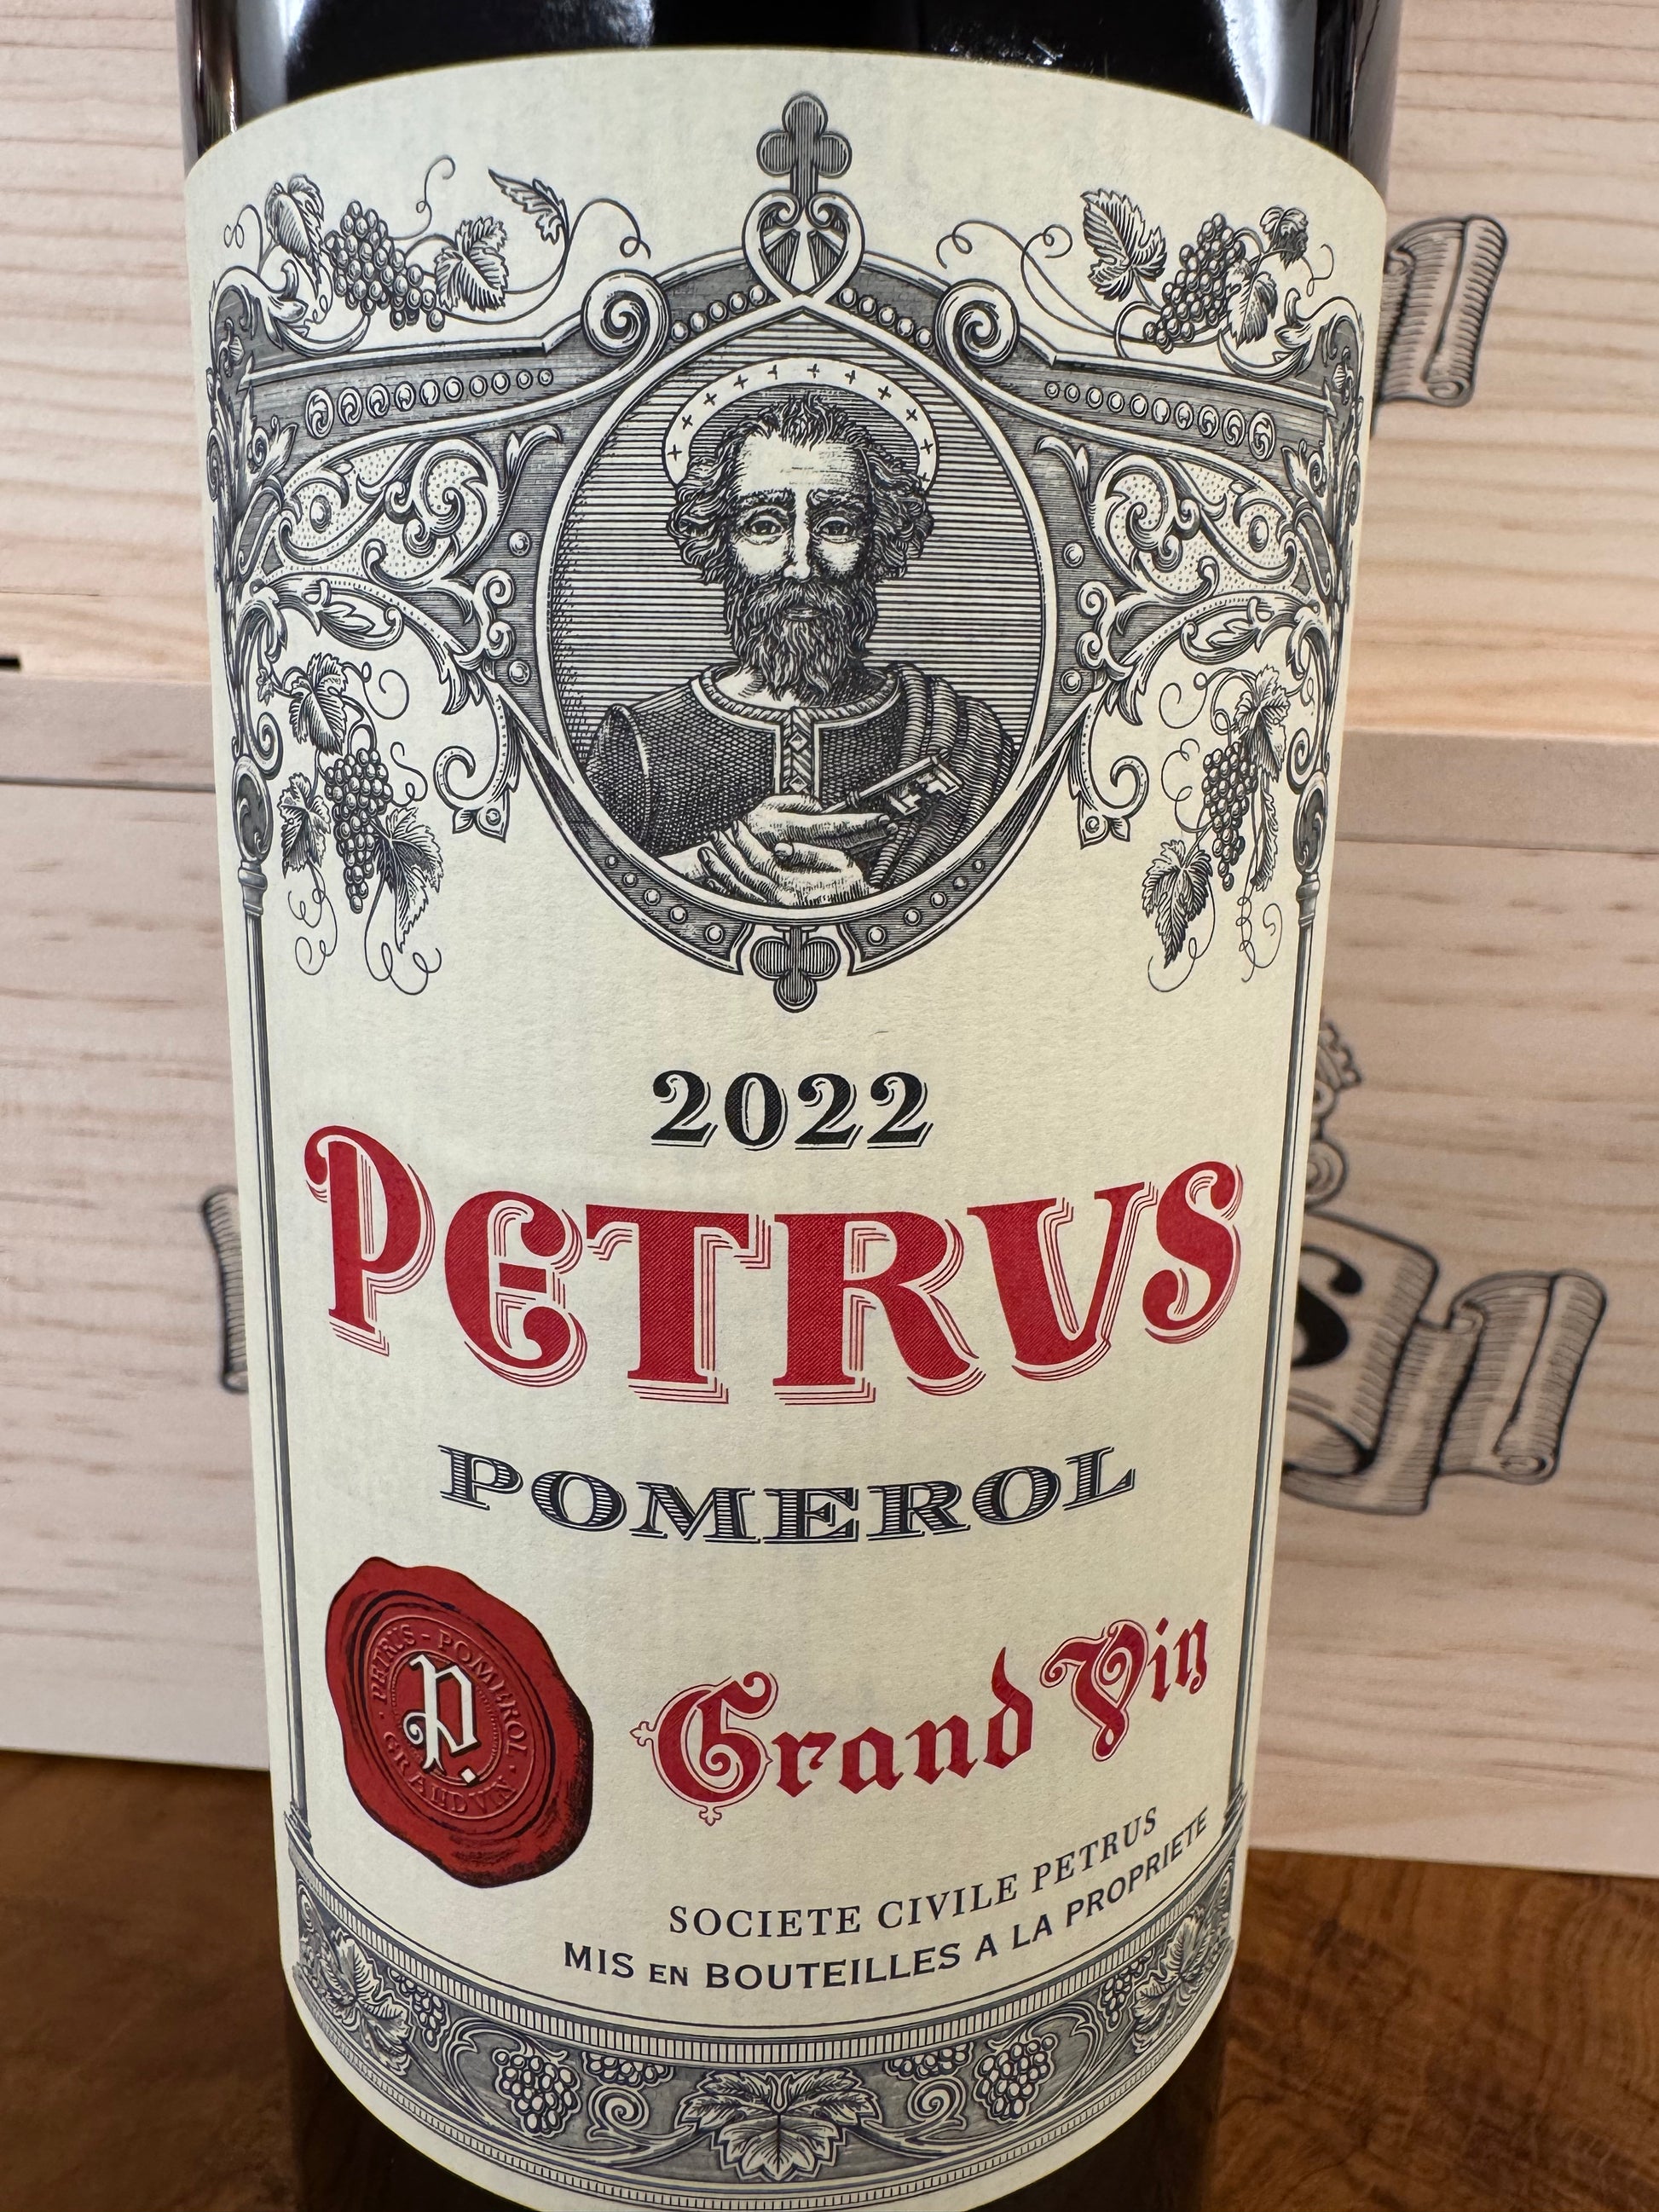 2022
PETRUS
POMEROL
PETRUS - POMEROL
· GRAND VIN ·
P.
Grand Vin
SOCIETE CIVILE PETRUS
MIS EN BOUTEILLES A LA PROPRIETE
S